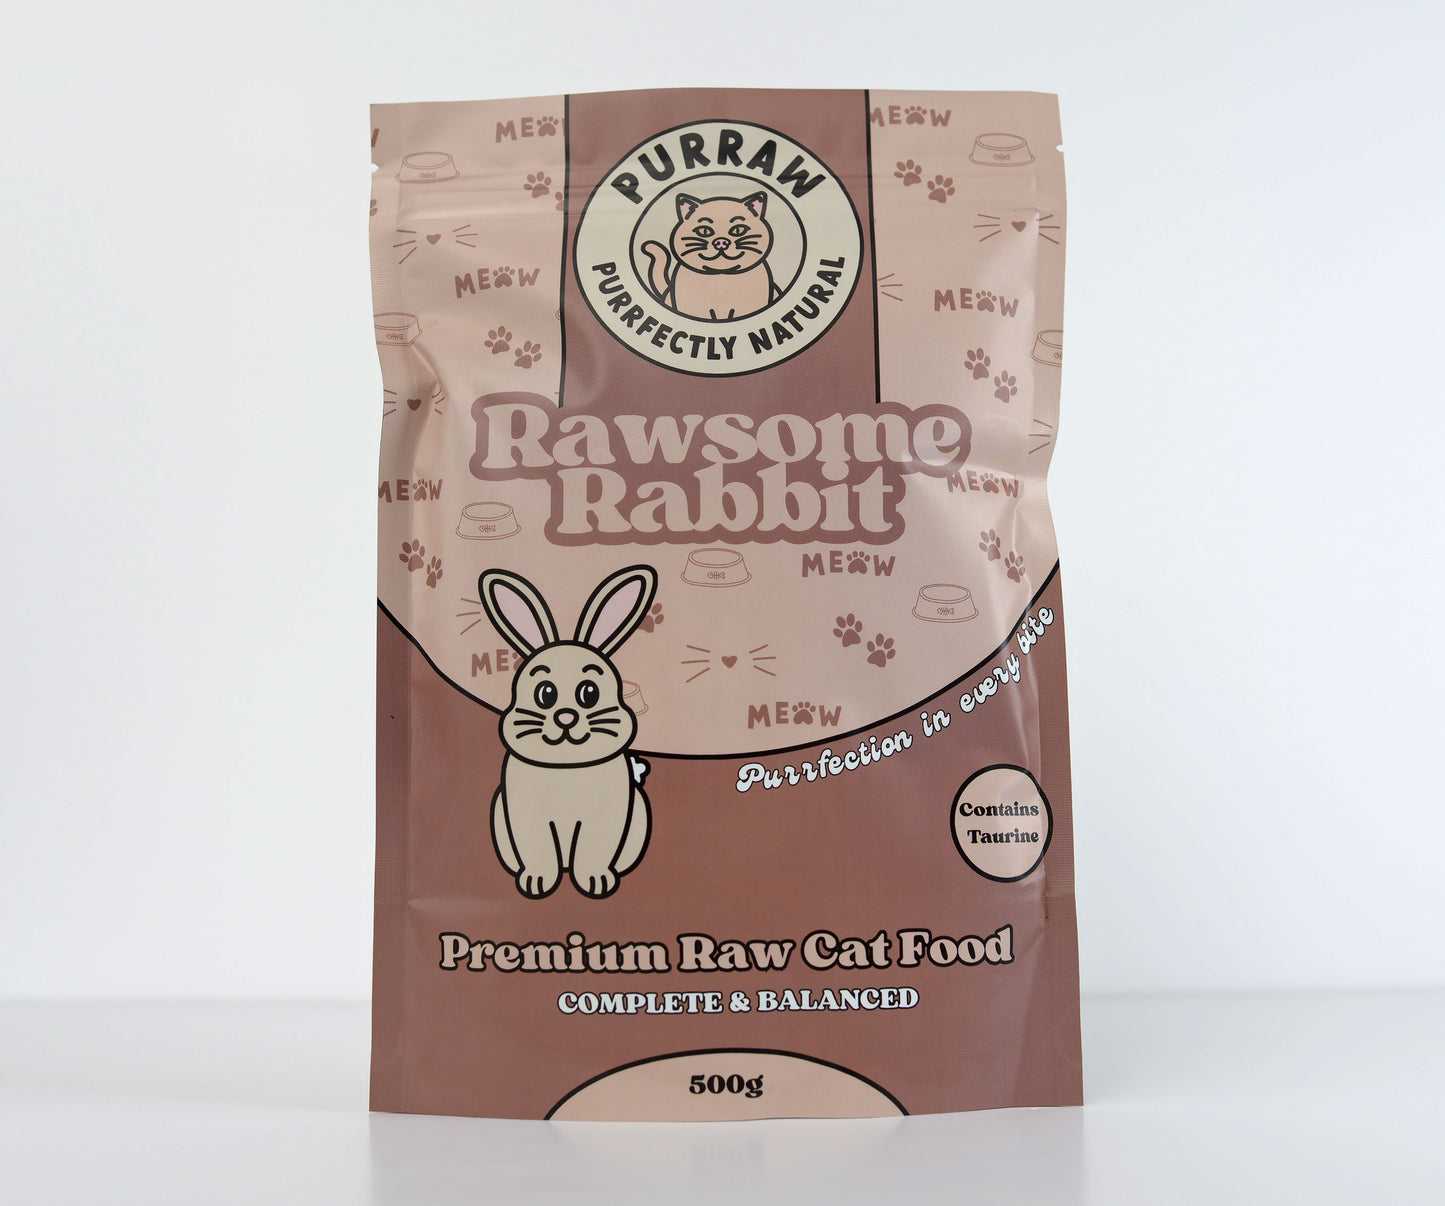 MEOW
MEOW
PURRAW
PURRFECTLY NATURAL
MEOW
MEOW
Rawsome
Rabbit
MEOW
MEOW
MEOW
ME
MEOW
Purrfection in every bite
Contains
Taurine
Premium Raw Cat Food
COMPLETE & BALANCED
500g